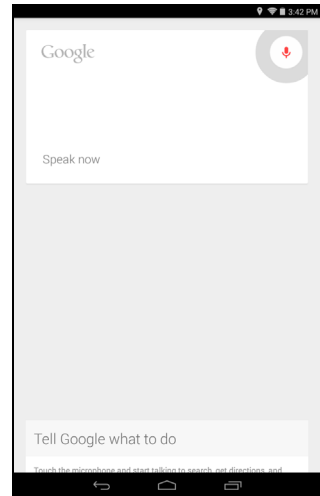 3:42 PM
Google
Speak now
Tell Google what to do
Touch the microphone and start talking to search, get directions, and